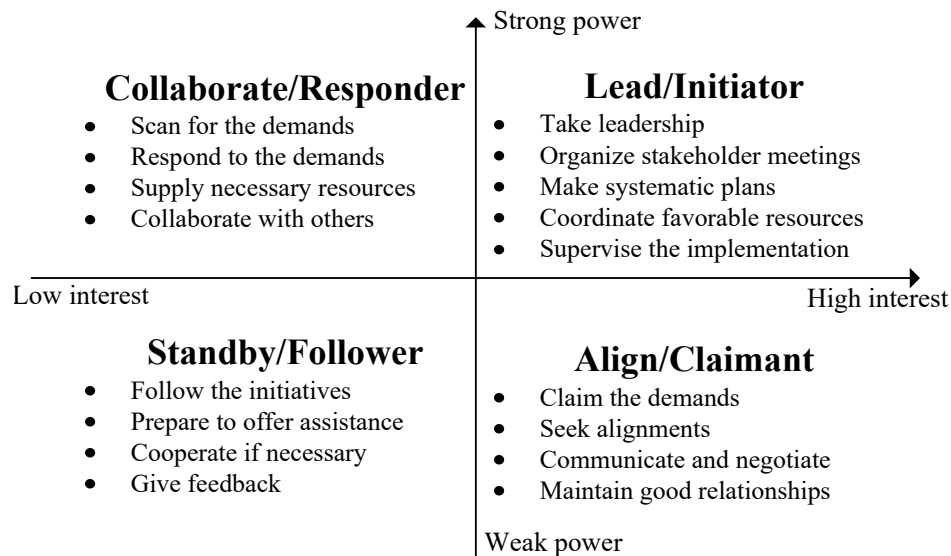 Strong power
Collaborate/Responder
• Scan for the demands
• Respond to the demands
• Supply necessary resources
• Collaborate with others
Lead/Initiator
• Take leadership
• Organize stakeholder meetings
• Make systematic plans
• Coordinate favorable resources
• Supervise the implementation
Low interest
High interest
Standby/Follower
• Follow the initiatives
• Prepare to offer assistance
• Cooperate if necessary
• Give feedback
Align/Claimant
• Claim the demands
• Seek alignments
• Communicate and negotiate
• Maintain good relationships
Weak power